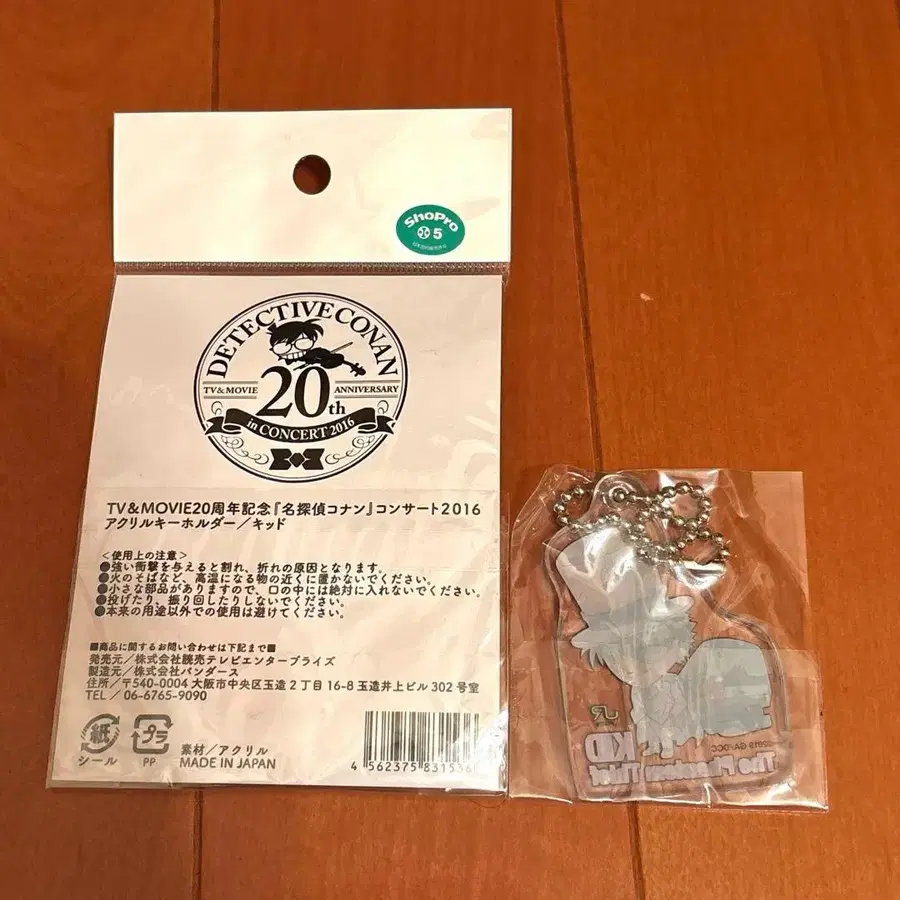 ShoPro
5
DETECTIVE CONAN
TV&MOVIE
20th
ANNIVERSARY
in CONCERT 2016
TV&MOVIE20周年記念『名探偵コナン』コンサート2016
アクリルキーホルダー/キッド
<使用上の注意>
●強い衝撃を与えると割れ、折れの原因となります。
●火のそばなど、高温になる物の近くに置かないでください。
●小さな部品がありますので、口の中には絶対に入れないでください。
●投げたり、振り回したりしないでください。
●本来の用途以外での使用は避けてください。
■商品に関するお問い合わせは下記まで■
発売元/株式会社読売テレビエンタープライズ
製造元/株式会社バンダース
住所/〒540-0004 大阪市中央区玉造2丁目16-8 玉造井上ビル 302号室
TEL / 06-6765-9090
紙
シール
プラ
PP
素材/アクリル
MADE IN JAPAN
4 562375 83153
KID
The Phantom Thief